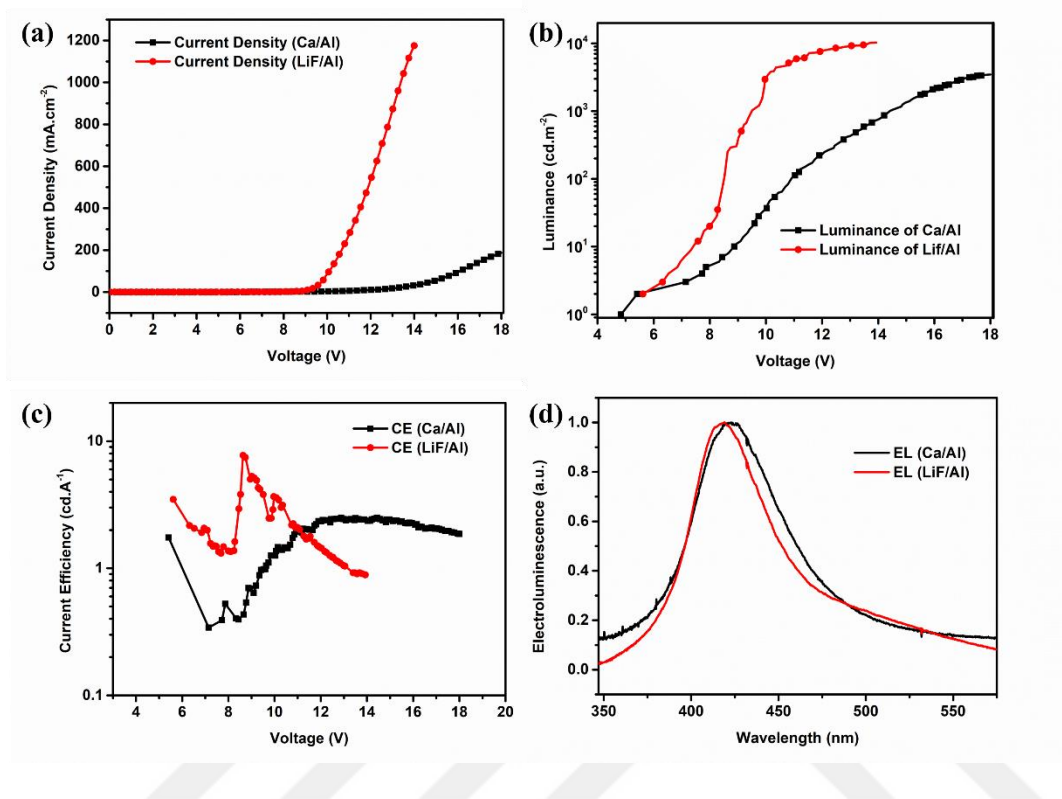 (a)
Current Density (Ca/Al)
Current Density (LiF/Al)
1200
1000
800
600
400
200
0
Current Density (mA.cm⁻²)
0 2 4 6 8 10 12 14 16 18
Voltage (V)
(b)
10⁴
10³
10²
10¹
10⁰
Luminance (cd.m⁻²)
Luminance of Ca/Al
Luminance of Lif/Al
4 6 8 10 12 14 16 18
Voltage (V)
(c)
CE (Ca/Al)
CE (LiF/Al)
10
1
0.1
Current Efficiency (cd.A⁻¹)
4 6 8 10 12 14 16 18 20
Voltage (V)
(d)
EL (Ca/Al)
EL (LiF/Al)
1.0
0.8
0.6
0.4
0.2
0.0
Electroluminescence (a.u.)
350 400 450 500 550
Wavelength (nm)